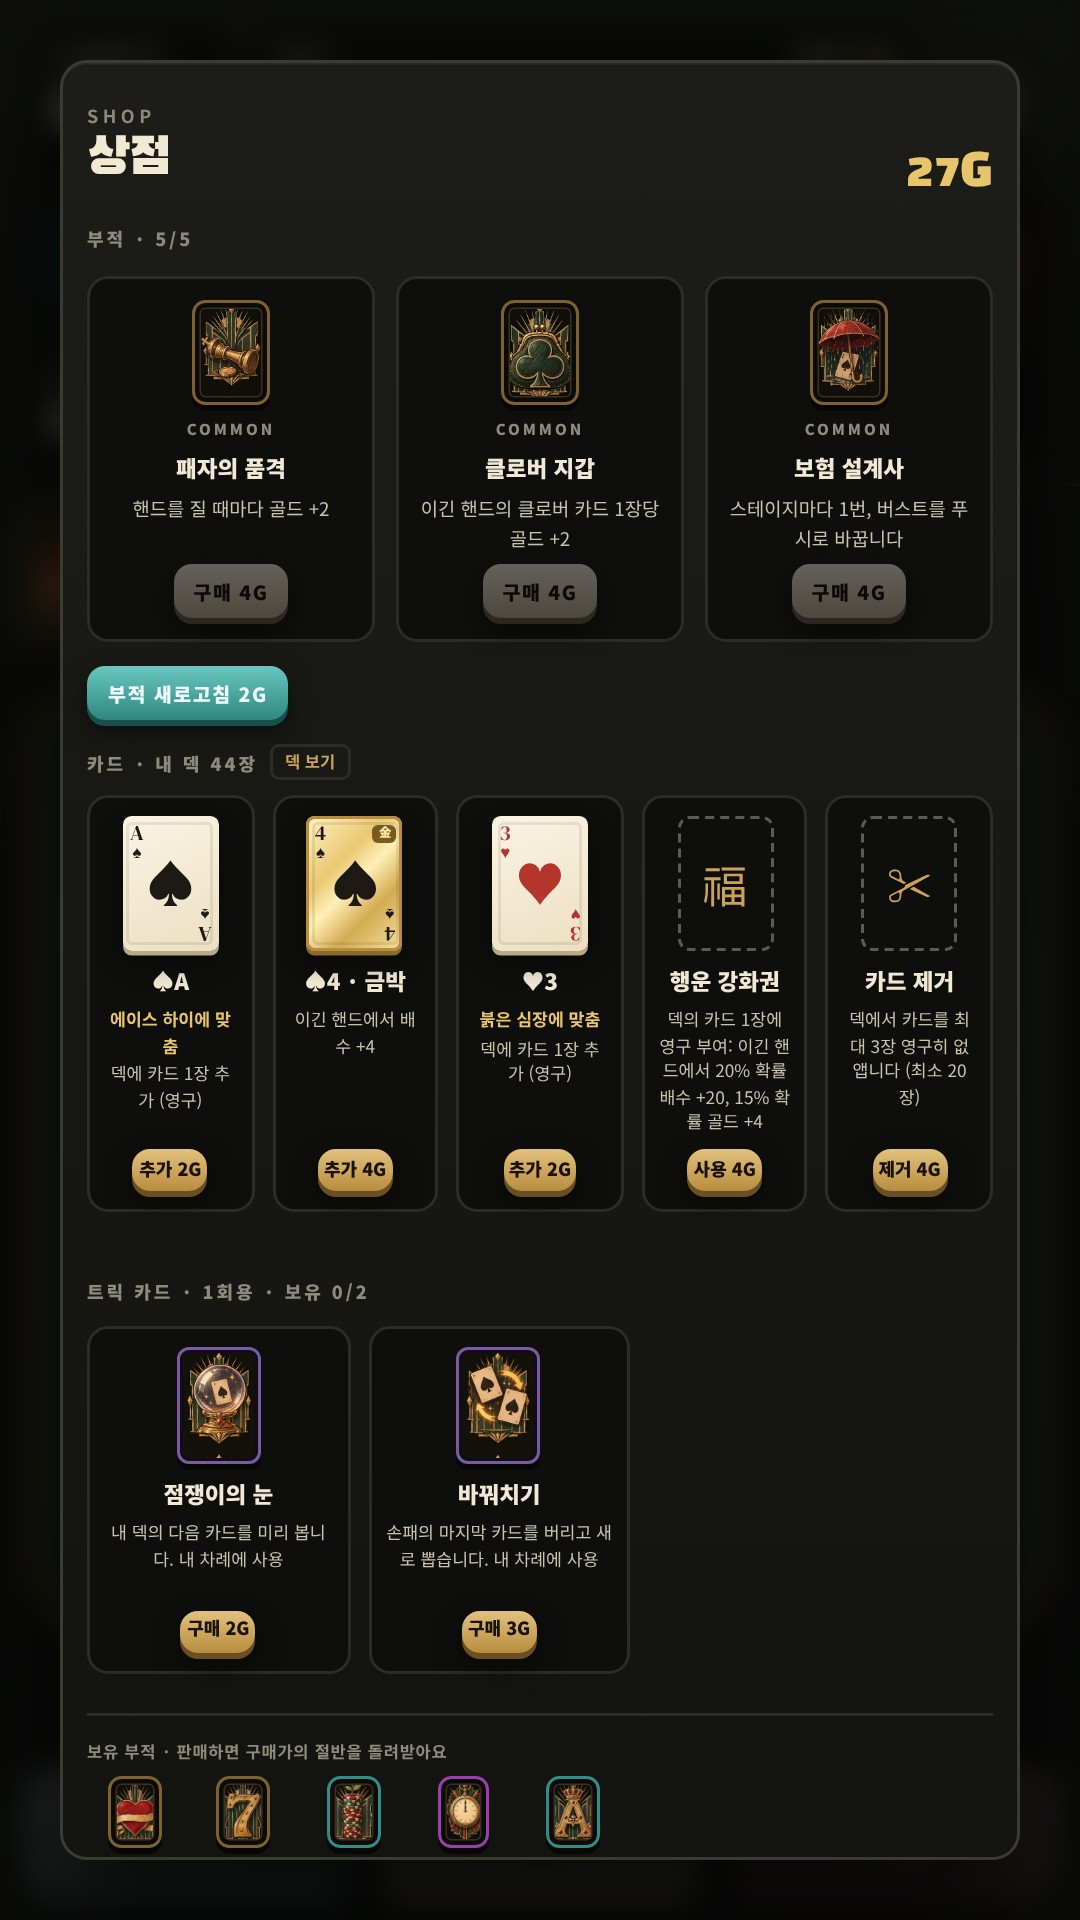 SHOP
상점
27G
부적 · 5/5
COMMON
패자의 품격
핸드를 질 때마다 골드 +2
구매 4G
COMMON
클로버 지갑
이긴 핸드의 클로버 카드 1장당
골드 +2
구매 4G
COMMON
보험 설계사
스테이지마다 1번, 버스트를 푸
시로 바꿉니다
구매 4G
부적 새로고침 2G
카드 · 내 덱 44장
덱 보기
A
♠
♠
A
♠A
에이스 하이에 맞
춤
덱에 카드 1장 추
가 (영구)
추가 2G
4
♠
金
♠
4
♠4 · 금박
이긴 핸드에서 배
수 +4
추가 4G
3
♥
♥
3
♥3
붉은 심장에 맞춤
덱에 카드 1장 추
가 (영구)
추가 2G
福
행운 강화권
덱의 카드 1장에
영구 부여: 이긴 핸
드에서 20% 확률
배수 +20, 15% 확
률 골드 +4
사용 4G
카드 제거
덱에서 카드를 최
대 3장 영구히 없
앱니다 (최소 20
장)
제거 4G
트릭 카드 · 1회용 · 보유 0/2
점쟁이의 눈
내 덱의 다음 카드를 미리 봅니
다. 내 차례에 사용
구매 2G
바꿔치기
손패의 마지막 카드를 버리고 새
로 뽑습니다. 내 차례에 사용
구매 3G
보유 부적 · 판매하면 구매가의 절반을 돌려받아요
7
A